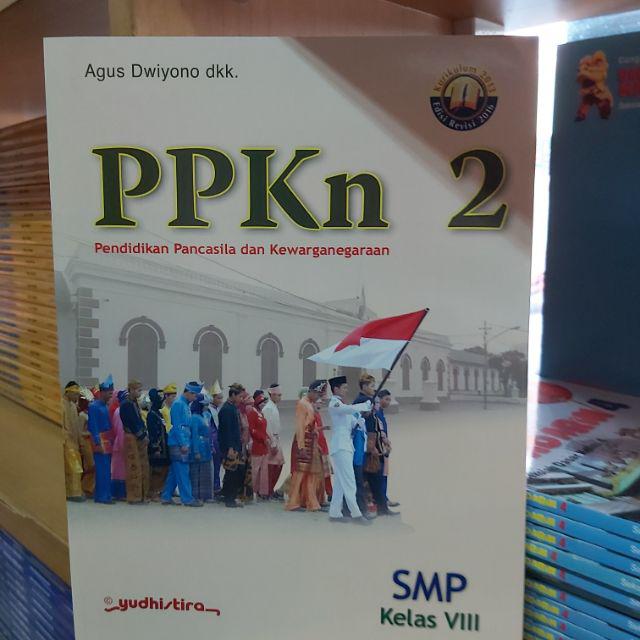 Agus Dwiyono dkk.
Kurikulum 2013
Edisi Revisi 2016
PPKn 2
Pendidikan Pancasila dan Kewarganegaraan
SMP
Kelas VIII
© yudhistira